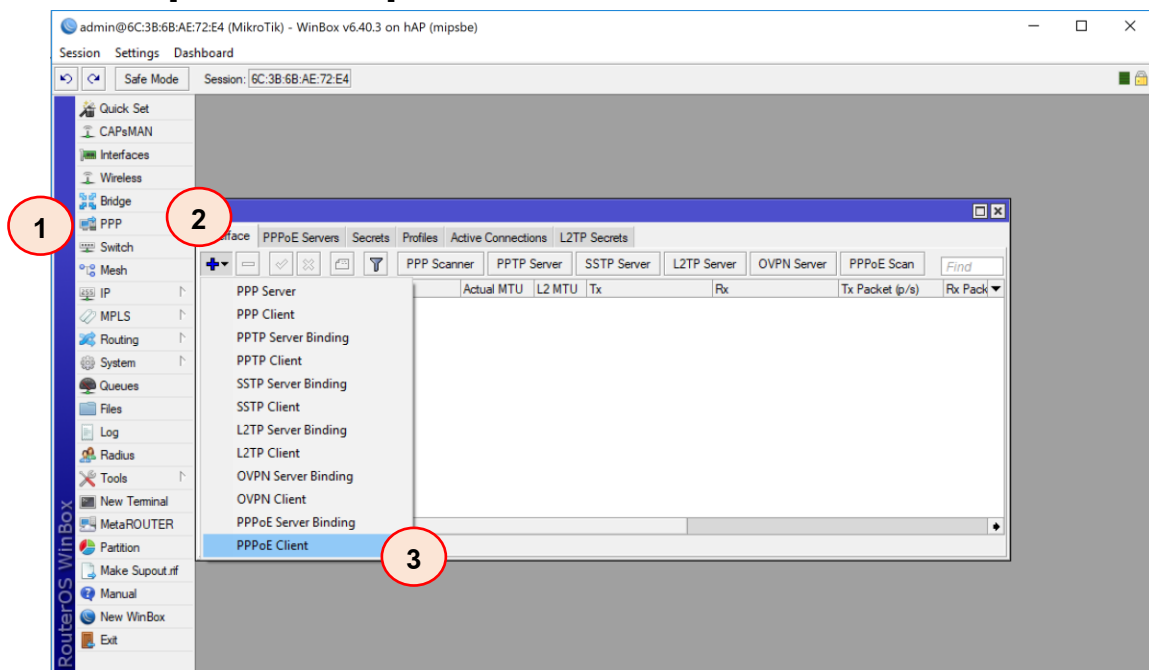 admin@6C:3B:6B:AE:72:E4 (MikroTik) - WinBox v6.40.3 on hAP (mipsbe)
Session Settings Dashboard
Safe Mode Session: 6C:3B:6B:AE:72:E4
Quick Set
CAPsMAN
Interfaces
Wireless
Bridge
1 PPP
Switch
Mesh
IP
MPLS
Routing
System
Queues
Files
Log
Radius
Tools
New Terminal
MetaROUTER
Partition
Make Supout.rif
Manual
New WinBox
Exit
RouterOS WinBox
2
PPPoE Servers Secrets Profiles Active Connections L2TP Secrets
PPP Scanner PPTP Server SSTP Server L2TP Server OVPN Server PPPoE Scan Find
Actual MTU L2 MTU Tx Rx Tx Packet (p/s) Rx Pack
PPP Server
PPP Client
PPTP Server Binding
PPTP Client
SSTP Server Binding
SSTP Client
L2TP Server Binding
L2TP Client
OVPN Server Binding
OVPN Client
PPPoE Server Binding
PPPoE Client
3